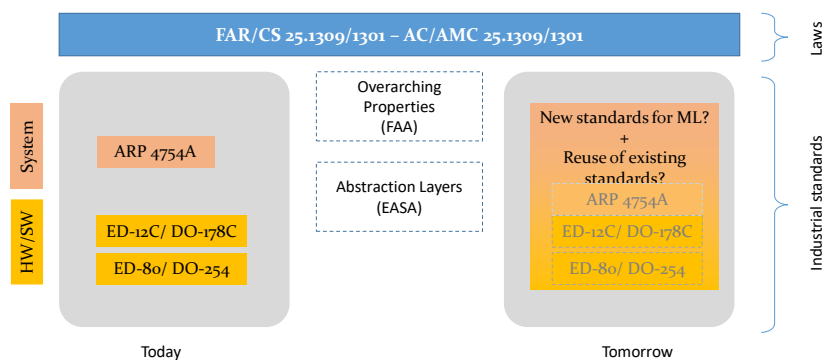 FAR/CS 25.1309/1301 – AC/AMC 25.1309/1301
Laws
System
HW/SW
ARP 4754A
ED-12C/ DO-178C
ED-80/ DO-254
Today
Overarching
Properties
(FAA)
Abstraction Layers
(EASA)
New standards for ML?
+
Reuse of existing
standards?
ARP 4754A
ED-12C/ DO-178C
ED-80/ DO-254
Tomorrow
Industrial standards